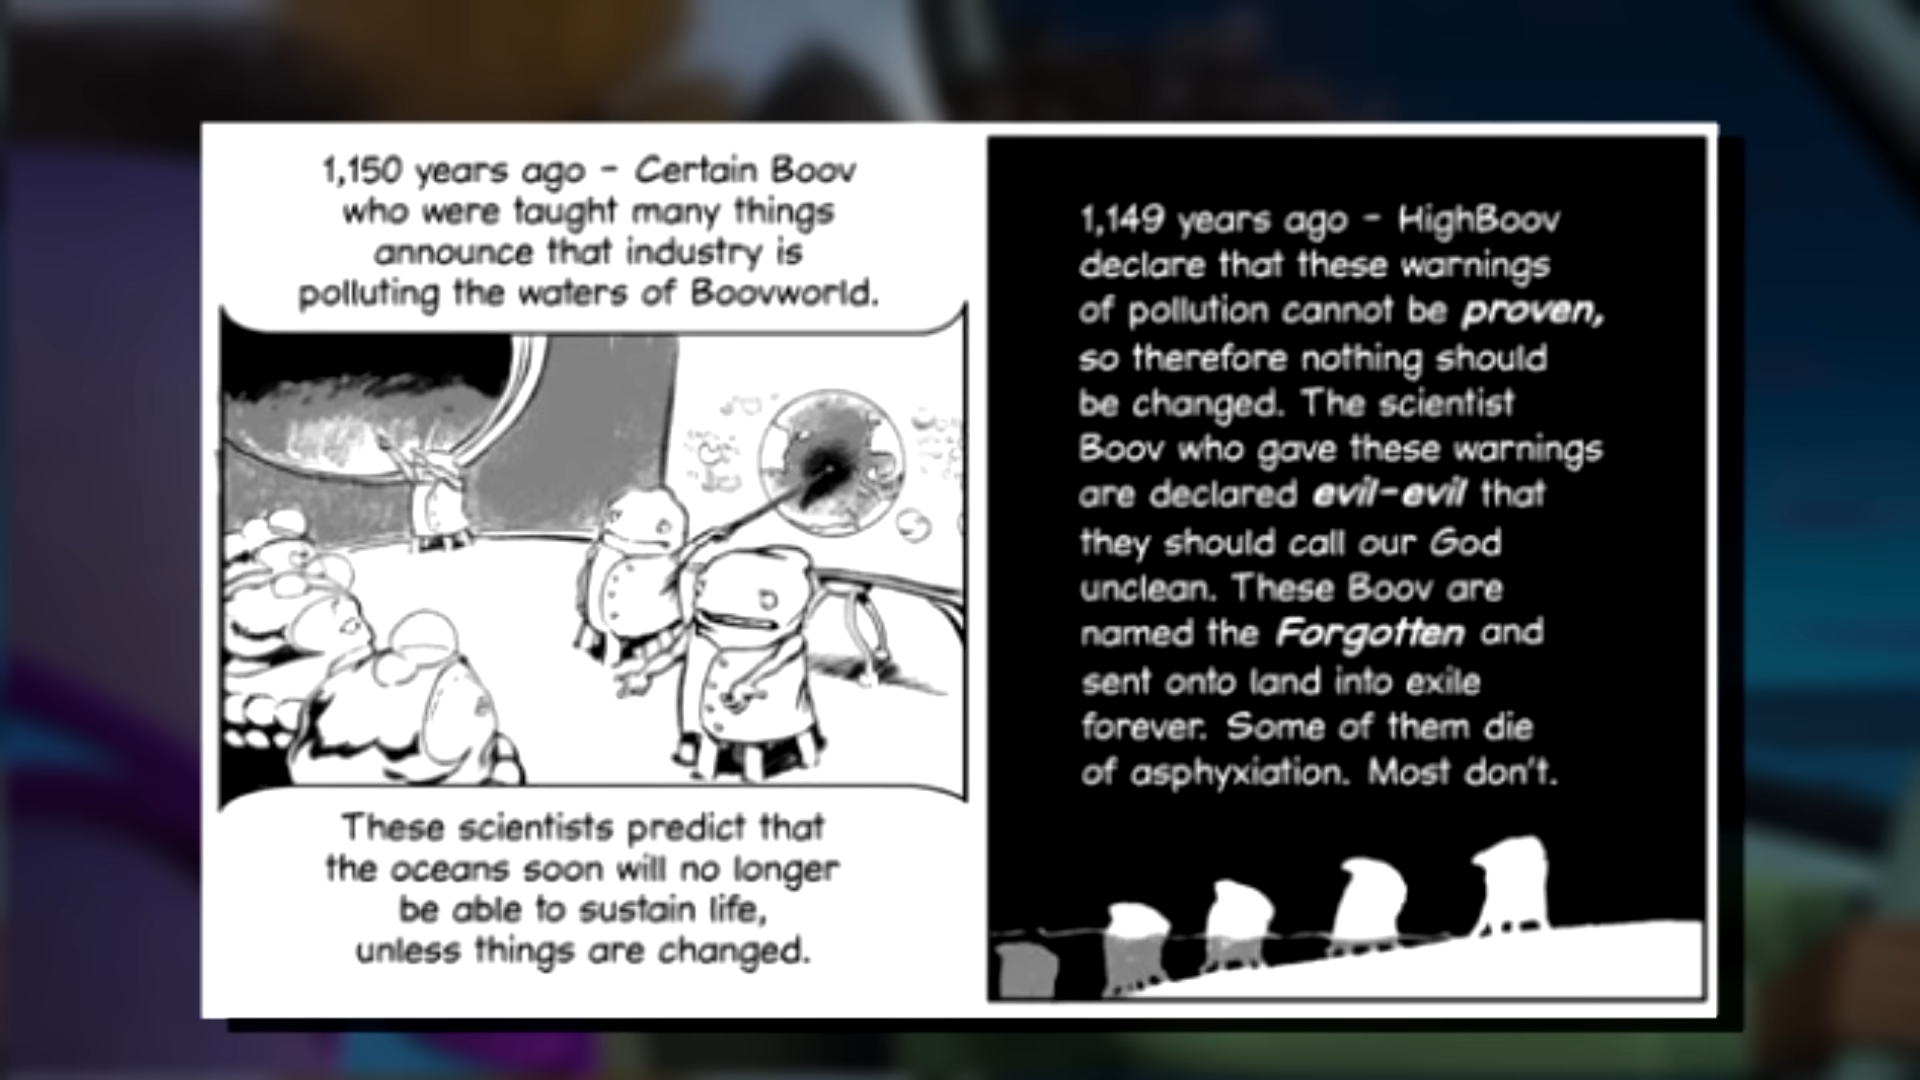 1,150 years ago - Certain Boov
who were taught many things
announce that industry is
polluting the waters of Boovworld.
These scientists predict that
the oceans soon will no longer
be able to sustain life,
unless things are changed.
1,149 years ago - HighBoov
declare that these warnings
of pollution cannot be proven,
so therefore nothing should
be changed. The scientist
Boov who gave these warnings
are declared evil-evil that
they should call our God
unclean. These Boov are
named the Forgotten and
sent onto land into exile
forever. Some of them die
of asphyxiation. Most don't.